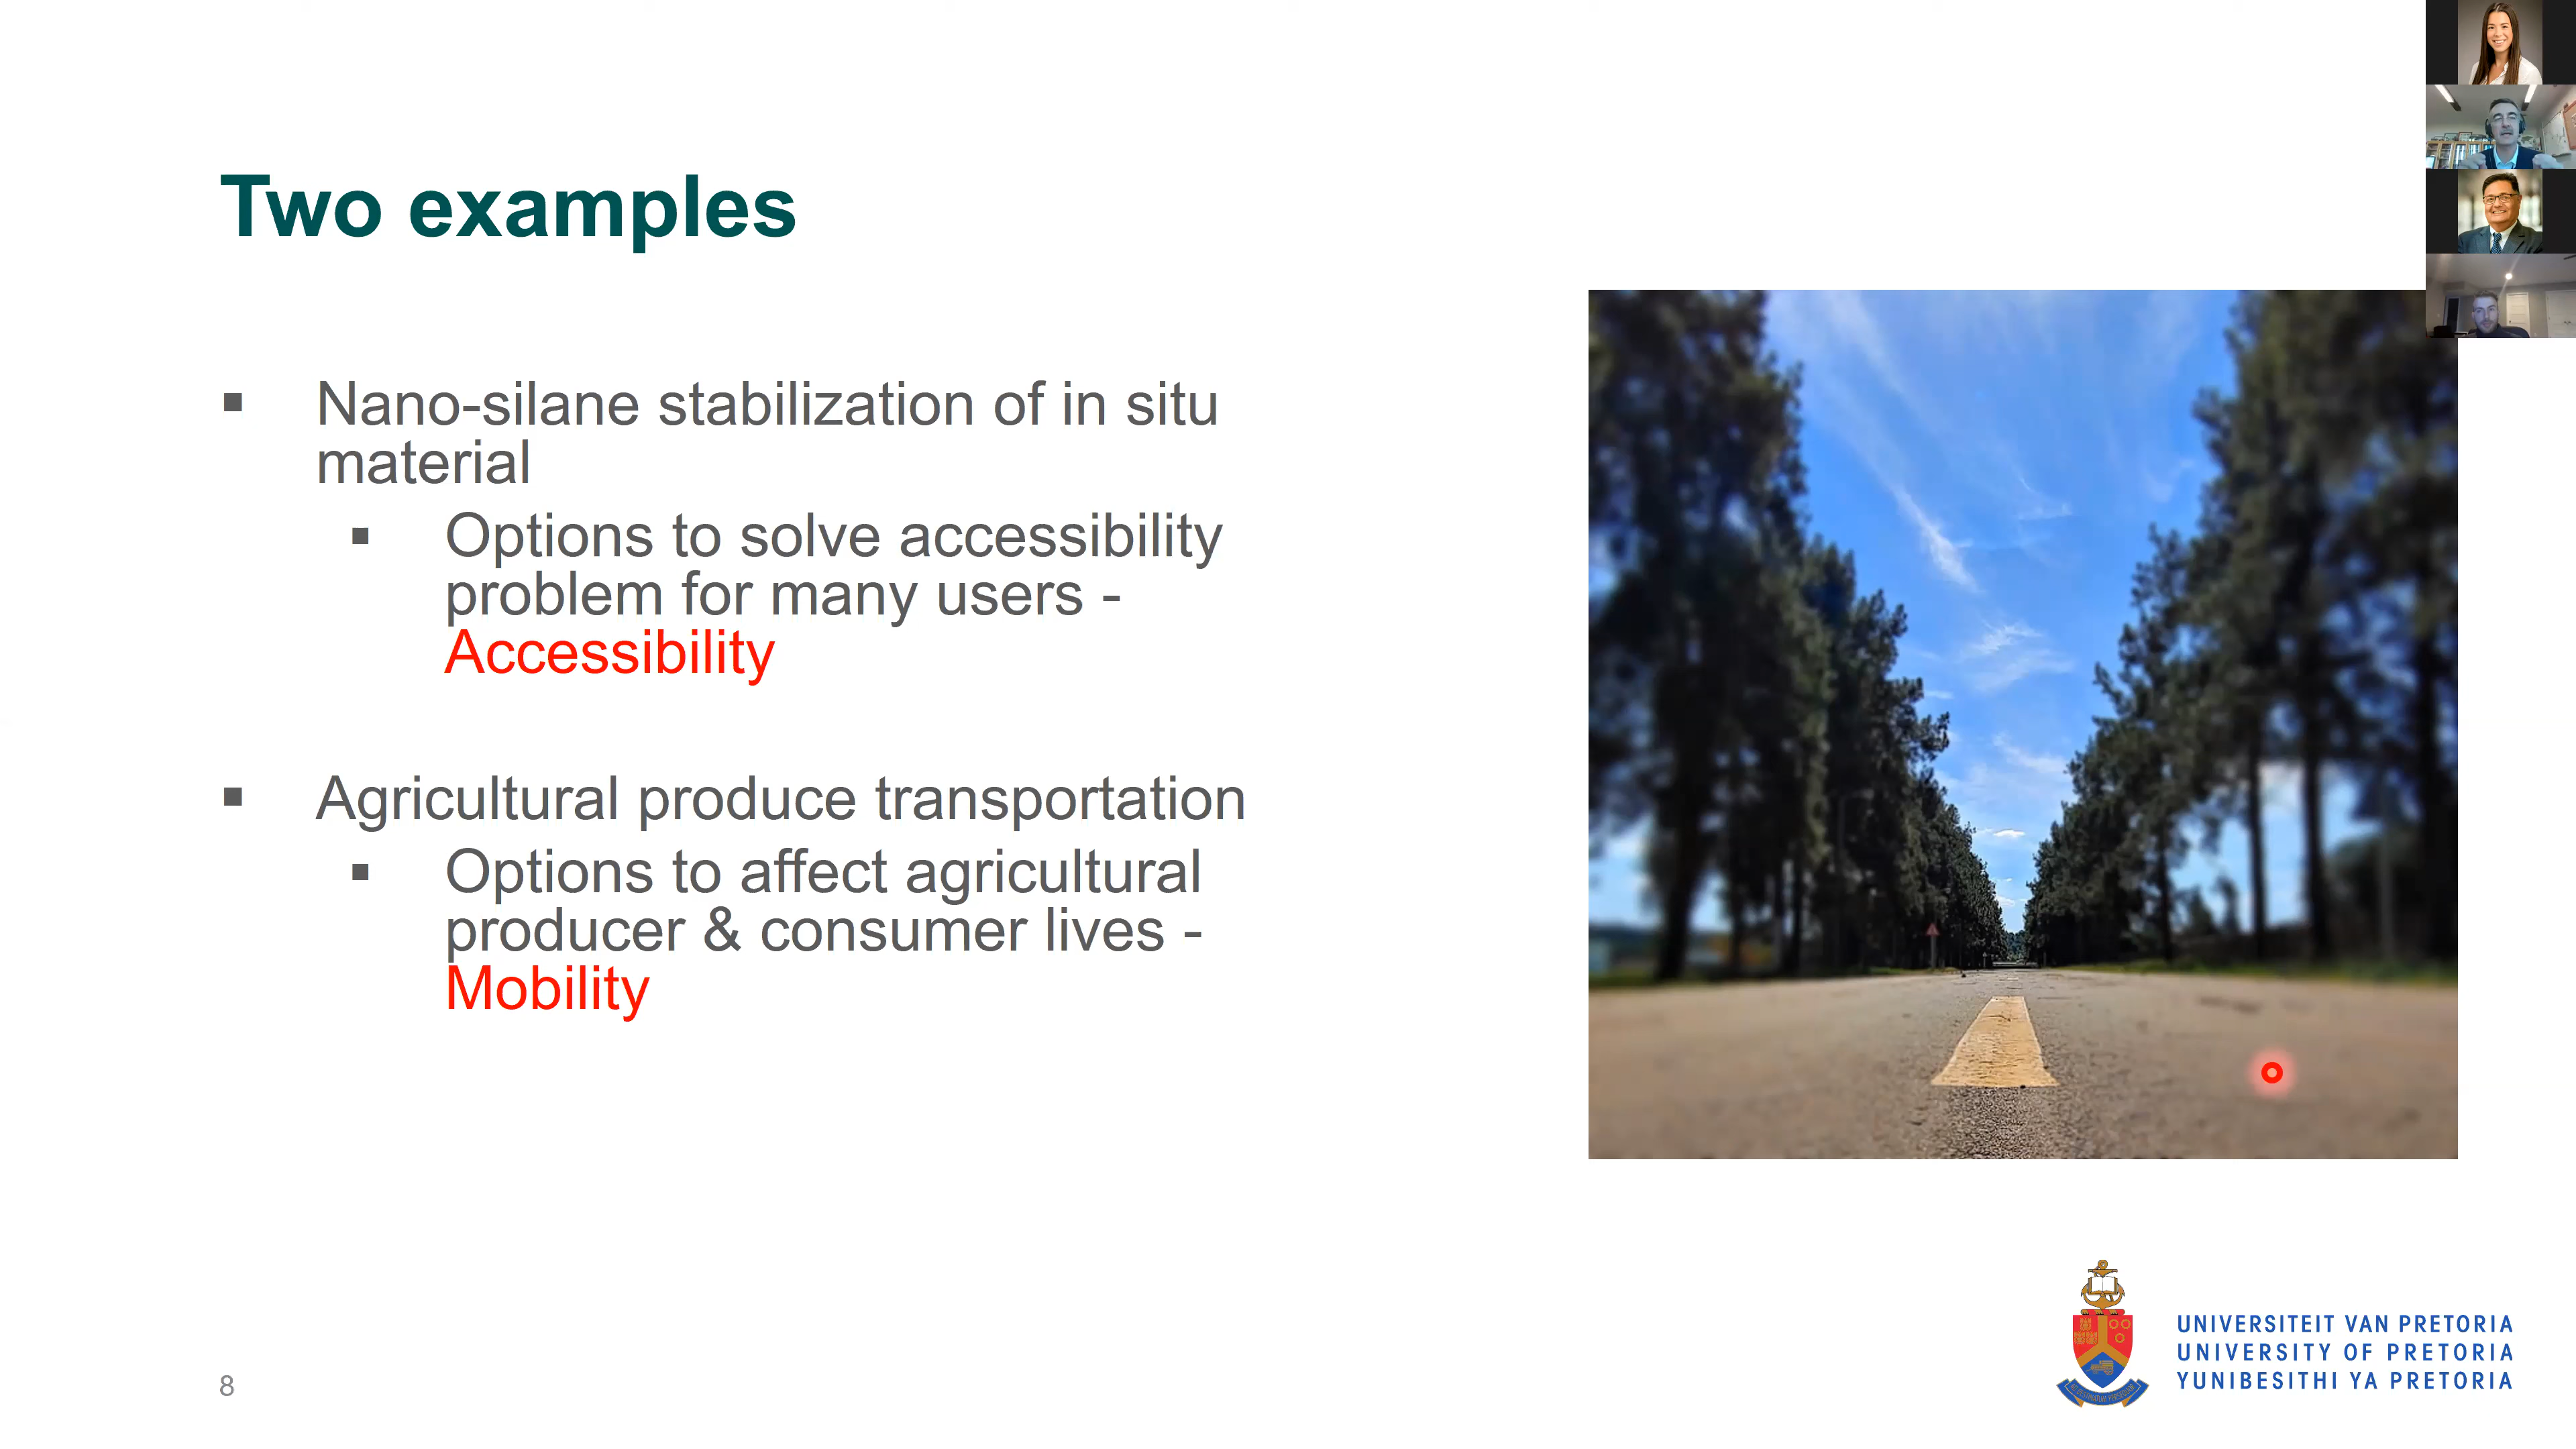 Two examples
▪ Nano-silane stabilization of in situ
material
▪ Options to solve accessibility
problem for many users -
Accessibility
▪ Agricultural produce transportation
▪ Options to affect agricultural
producer & consumer lives -
Mobility
8
UNIVERSITEIT VAN PRETORIA
UNIVERSITY OF PRETORIA
YUNIBESITHI YA PRETORIA